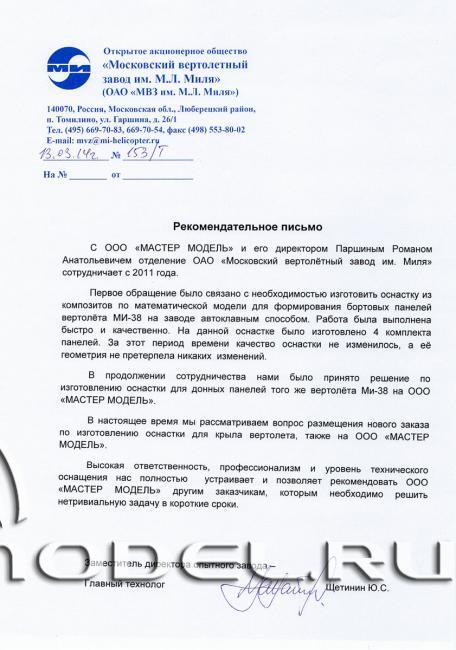 Открытое акционерное общество
«Московский вертолетный
завод им. М.Л. Миля»
(ОАО «МВЗ им. М.Л. Миля»)
МИ
140070, Россия, Московская обл., Люберецкий район,
п. Томилино, ул. Гаршина, д. 26/1
Тел. (495) 669-70-83, 669-70-54, факс (498) 553-80-02
E-mail: mvz@mi-helicopter.ru
13.03.14г. № 153/Т
На № от
Рекомендательное письмо
С ООО «МАСТЕР МОДЕЛЬ» и его директором Паршиным Романом
Анатольевичем отделение ОАО «Московский вертолётный завод им. Миля»
сотрудничает с 2011 года.
Первое обращение было связано с необходимостью изготовить оснастку из
композитов по математической модели для формирования бортовых панелей
вертолёта МИ-38 на заводе автоклавным способом. Работа была выполнена
быстро и качественно. На данной оснастке было изготовлено 4 комплекта
панелей. За этот период времени качество оснастки не изменилось, а её
геометрия не претерпела никаких изменений.
В продолжении сотрудничества нами было принято решение по
изготовлению оснастки для донных панелей того же вертолёта Ми-38 на ООО
«МАСТЕР МОДЕЛЬ».
В настоящее время мы рассматриваем вопрос размещения нового заказа
по изготовлению оснастки для крыла вертолета, также на ООО «МАСТЕР
МОДЕЛЬ».
Высокая ответственность, профессионализм и уровень технического
оснащения нас полностью устраивает и позволяет рекомендовать ООО
«МАСТЕР МОДЕЛЬ» другим заказчикам, которым необходимо решить
нетривиальную задачу в короткие сроки.
MODEL.RU
Заместитель директора опытного завода –
Главный технолог Щетинин Ю.С.